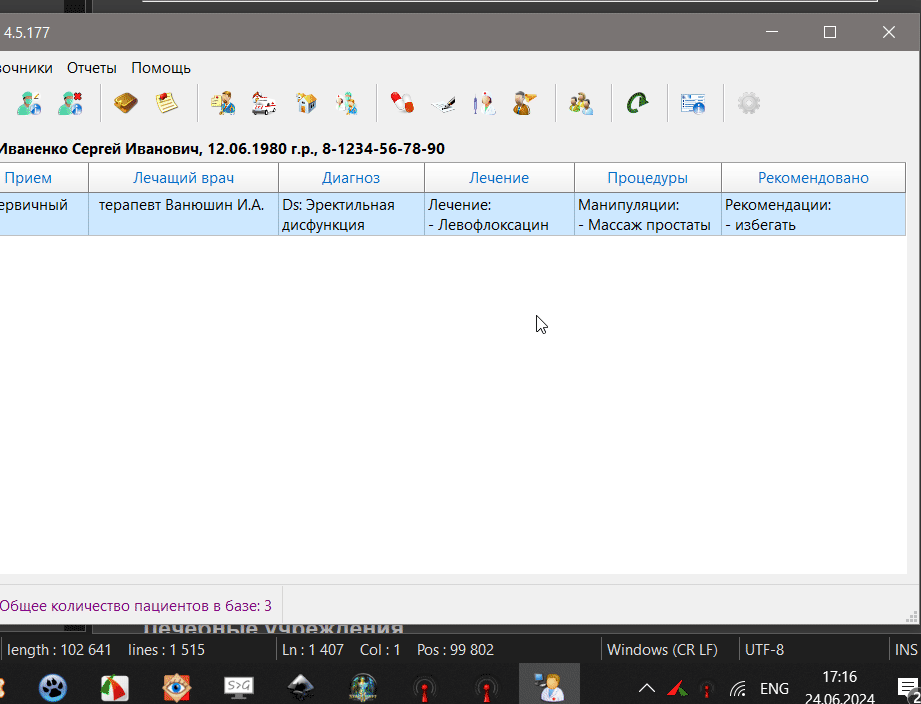 4.5.177
вочники Отчеты Помощь
Иваненко Сергей Иванович, 12.06.1980 г.р., 8-1234-56-78-90
Прием Лечащий врач Диагноз Лечение Процедуры Рекомендовано
ервичный терапевт Ванюшин И.А. Ds: Эректильная Лечение: Манипуляции: Рекомендации:
дисфункция - Левофлоксацин - Массаж простаты - избегать
Общее количество пациентов в базе: 3
Лечебные учреждения
length : 102 641 lines : 1 515 Ln : 1 407 Col : 1 Pos : 99 802 Windows (CR LF) UTF-8 INS
S>G
ENG
17:16
24.06.2024
2